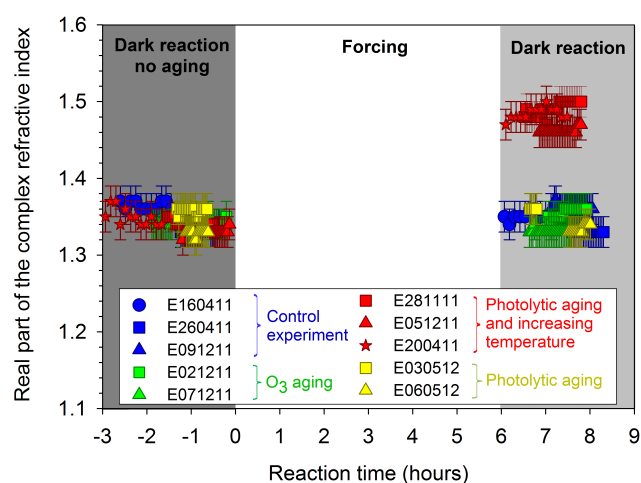 Real part of the complex refractive index
1.6
1.5
1.4
1.3
1.2
1.1
Dark reaction
no aging
Forcing
Dark reaction
E160411
E260411
E091211
Control
experiment
E021211
E071211
O3 aging
E281111
E051211
E200411
Photolytic aging
and increasing
temperature
E030512
E060512
Photolytic aging
-3 -2 -1 0 1 2 3 4 5 6 7 8 9
Reaction time (hours)